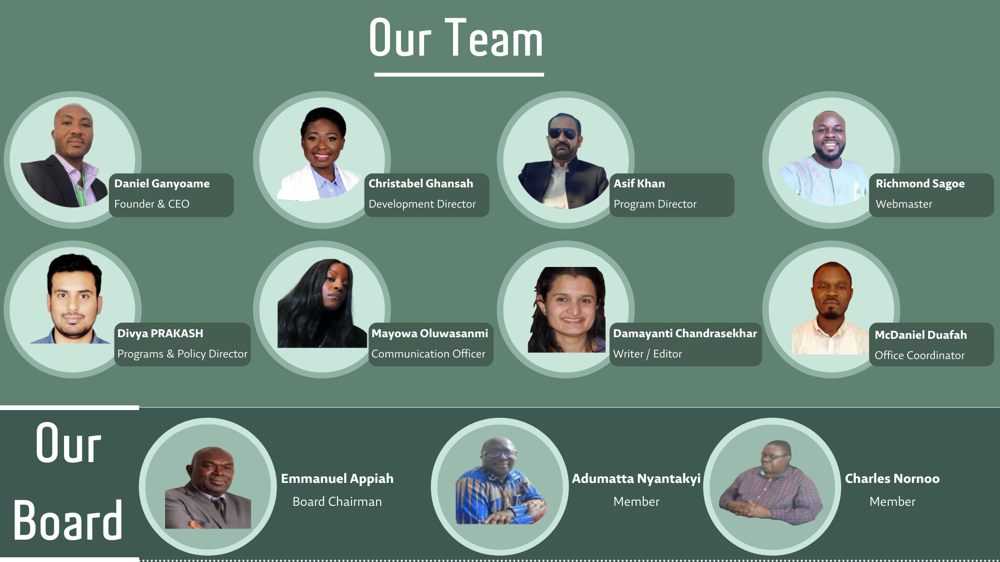 Our Team
Daniel Ganyoame
Founder & CEO
Christabel Ghansah
Development Director
Asif Khan
Program Director
Richmond Sagoe
Webmaster
Divya PRAKASH
Programs & Policy Director
Mayowa Oluwasanmi
Communication Officer
Damayanti Chandrasekhar
Writer / Editor
McDaniel Duafah
Office Coordinator
Our
Board
Emmanuel Appiah
Board Chairman
Adumatta Nyantakyi
Member
Charles Nornoo
Member